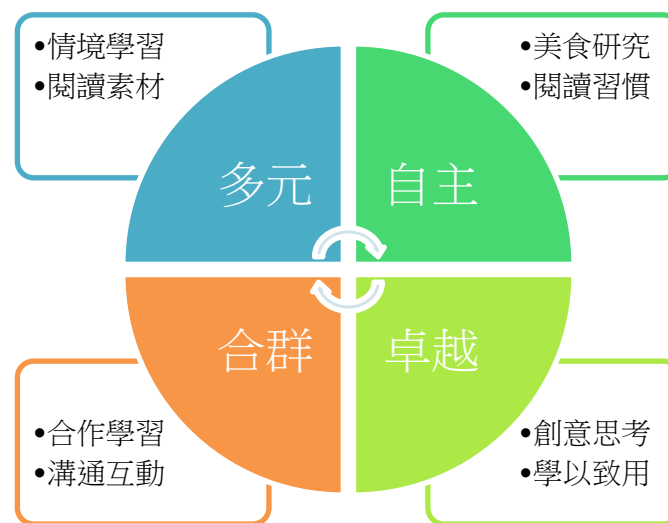 •情境學習
•閱讀素材
•美食研究
•閱讀習慣
多元
自主
合群
卓越
•合作學習
•溝通互動
•創意思考
•學以致用